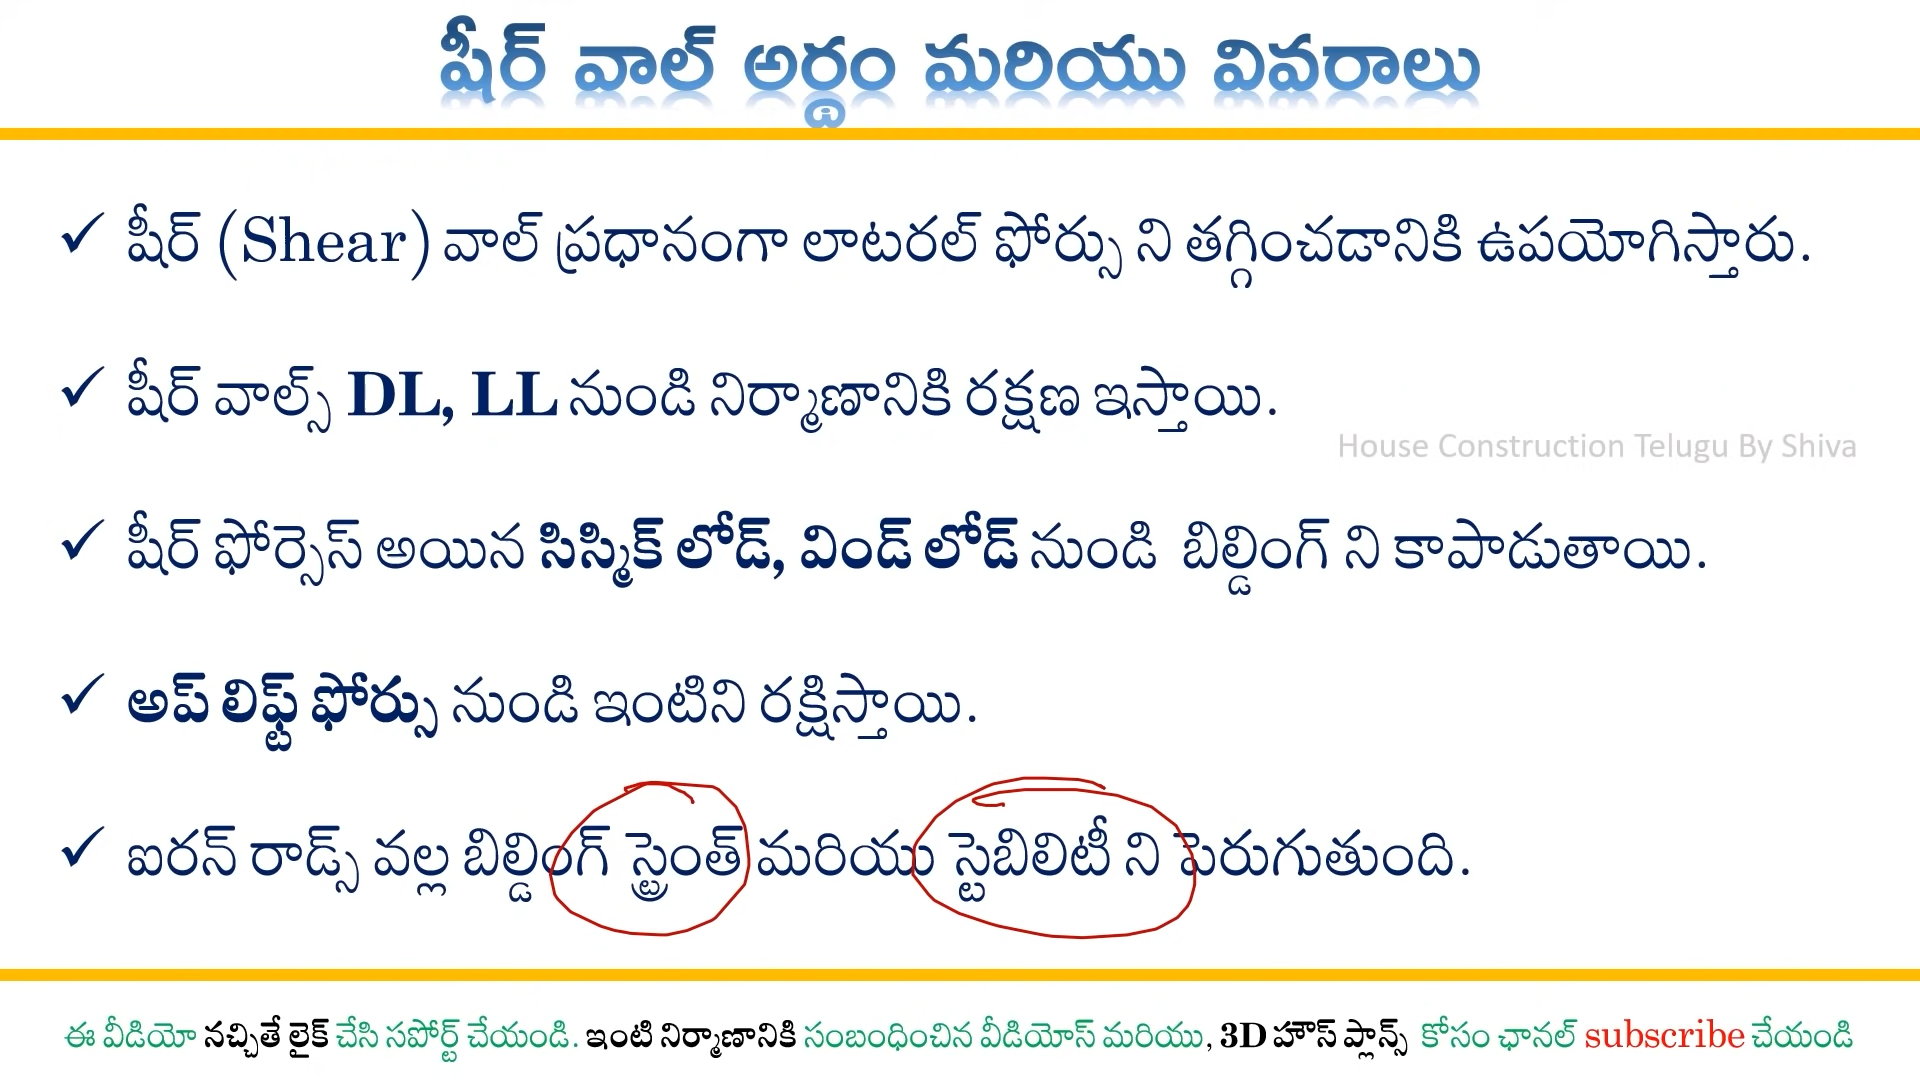 షీర్ వాల్ అర్ధం మరియు వివరాలు
✓ షీర్ (Shear) వాల్ ప్రధానంగా లాటరల్ ఫోర్సు ని తగ్గించడానికి ఉపయోగిస్తారు.
✓ షీర్ వాల్స్ DL, LL నుండి నిర్మాణానికి రక్షణ ఇస్తాయి.
House Construction Telugu By Shiva
✓ షీర్ ఫోర్సెస్ అయిన సిస్మిక్ లోడ్, విండ్ లోడ్ నుండి బిల్డింగ్ ని కాపాడుతాయి.
✓ అప్ లిఫ్ట్ ఫోర్సు నుండి ఇంటిని రక్షిస్తాయి.
✓ ఐరన్ రాడ్స్ వల్ల బిల్డింగ్ స్ట్రెంత్ మరియు స్టెబిలిటీ ని పెరుగుతుంది.
ఈ వీడియో నచ్చితే లైక్ చేసి సపోర్ట్ చేయండి. ఇంటి నిర్మాణానికి సంబంధించిన వీడియోస్ మరియు, 3D హౌస్ ప్లాన్స్ కోసం ఛానల్ subscribe చేయండి